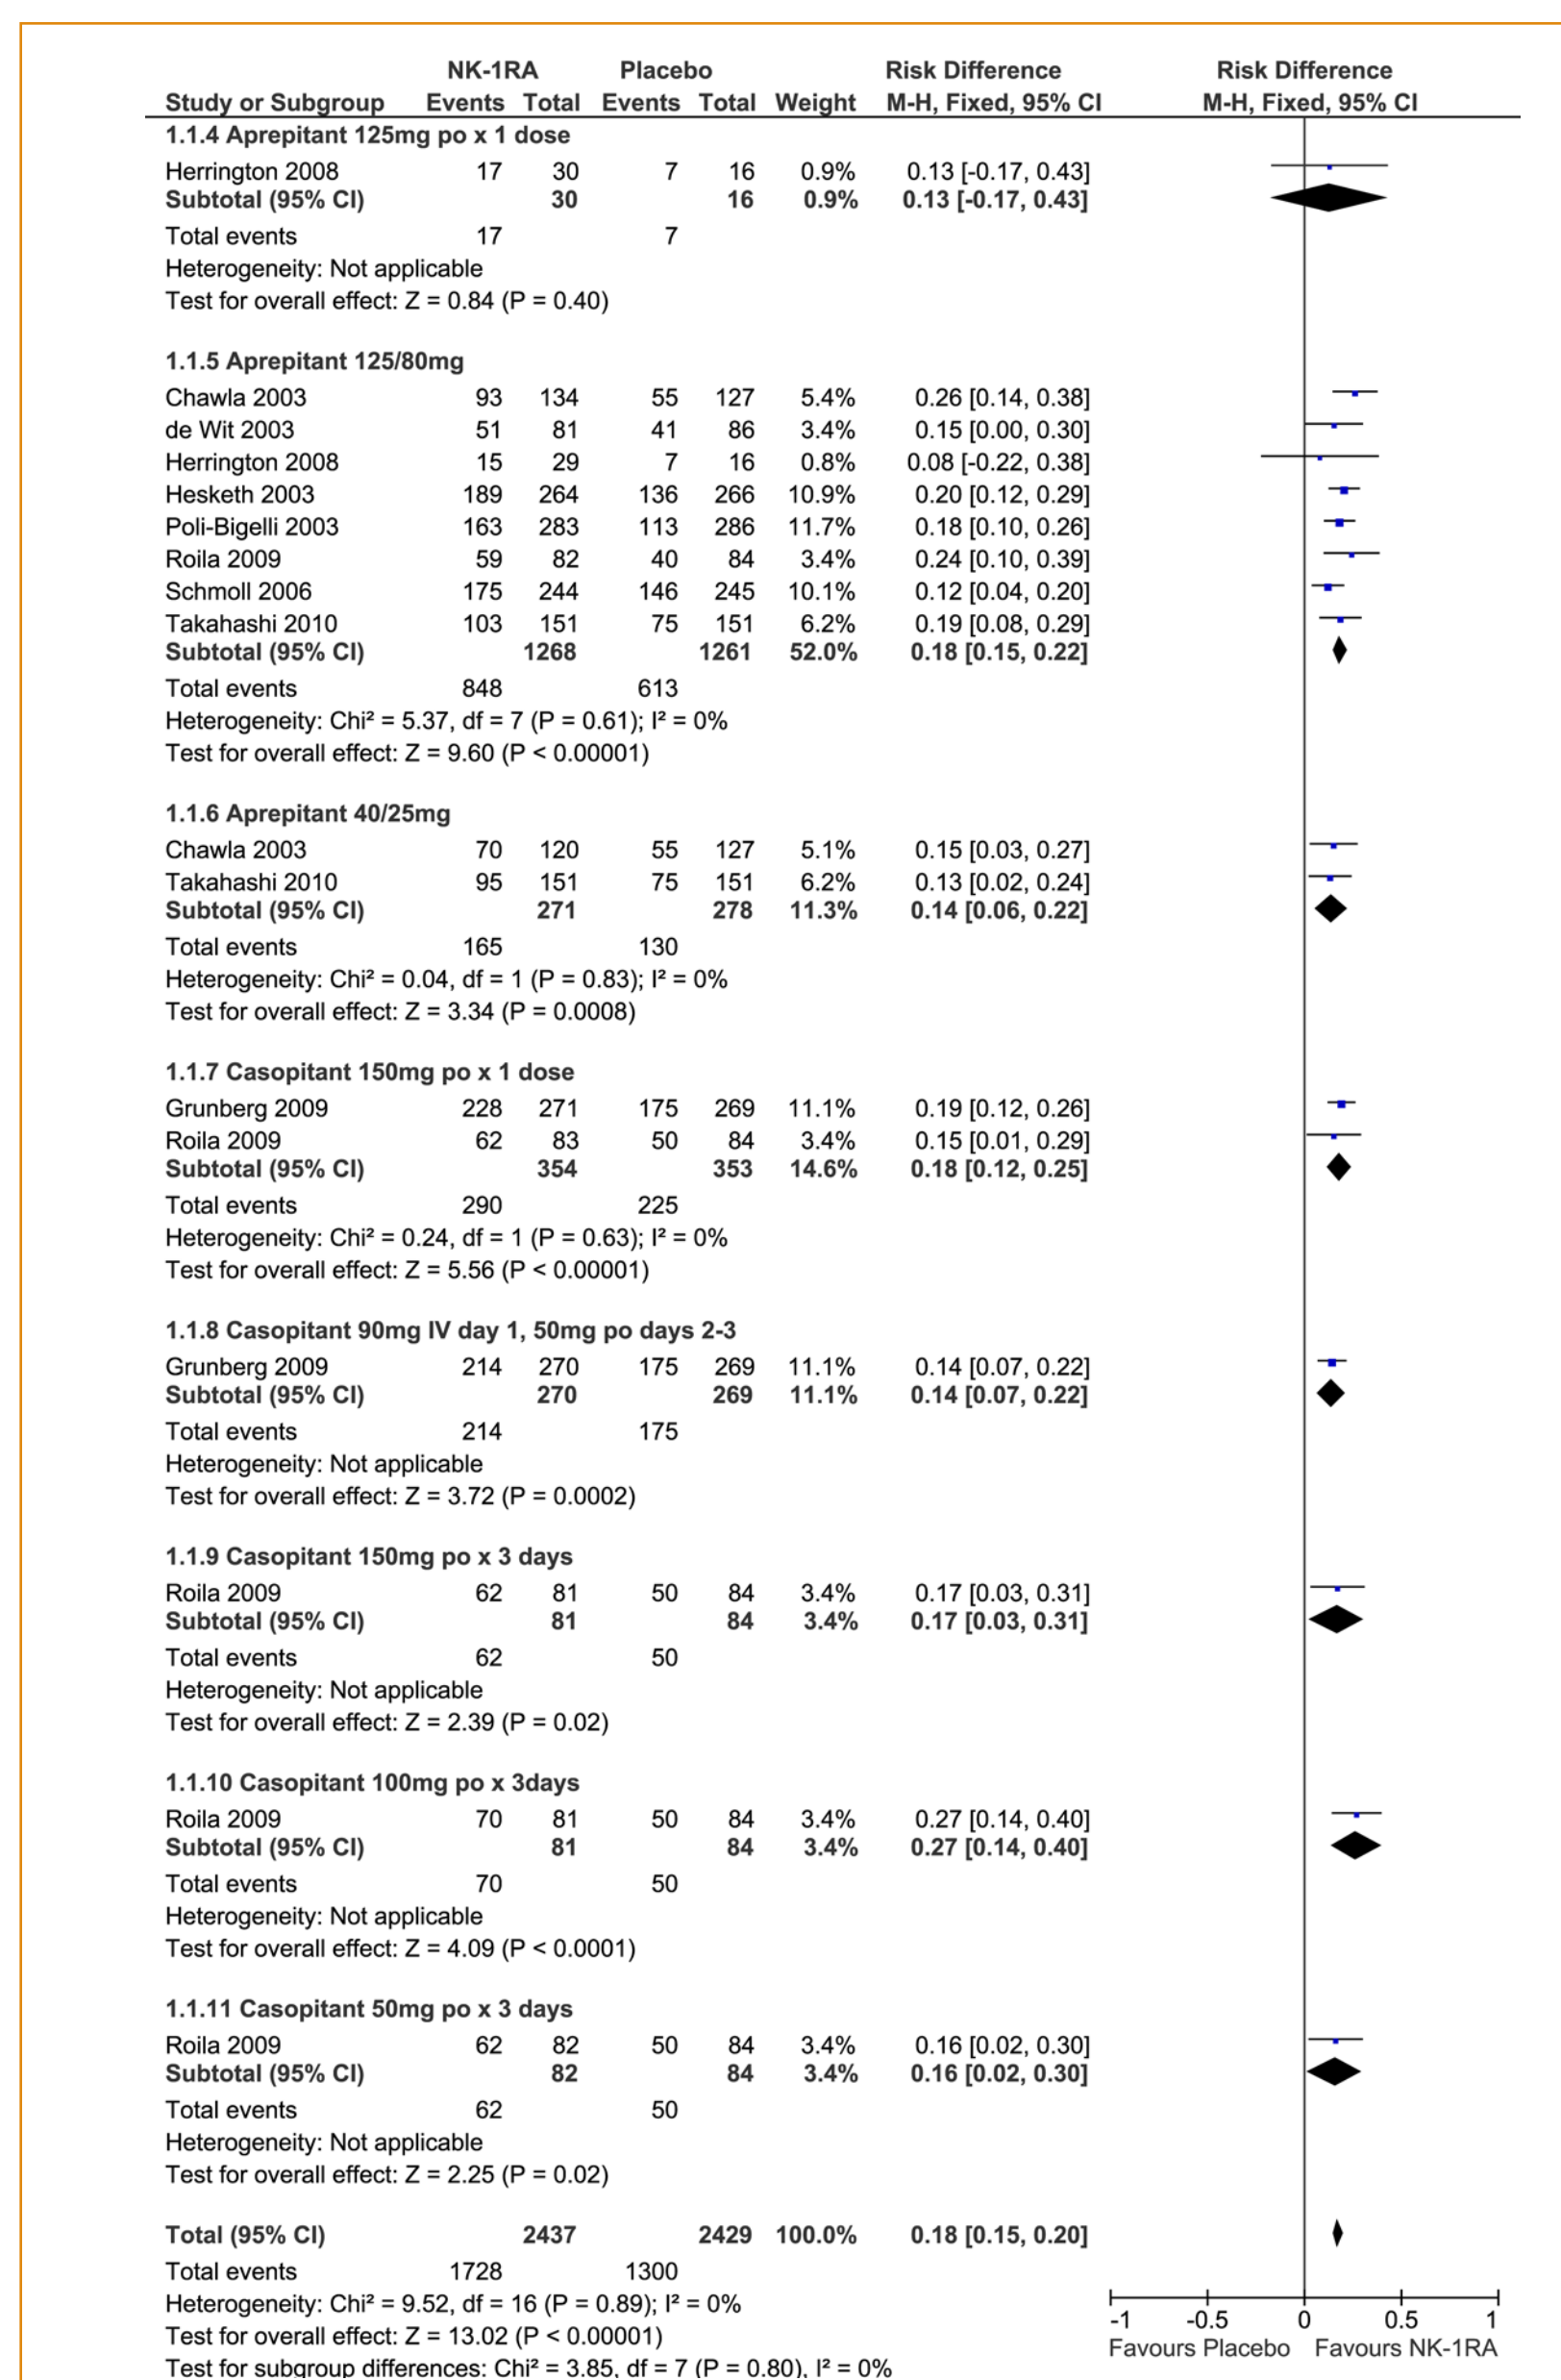 NK-1RA Placebo Risk Difference Risk Difference
Study or Subgroup Events Total Events Total Weight M-H, Fixed, 95% CI M-H, Fixed, 95% CI
1.1.4 Aprepitant 125mg po x 1 dose
Herrington 2008 17 30 7 16 0.9% 0.13 [-0.17, 0.43]
Subtotal (95% CI) 30 16 0.9% 0.13 [-0.17, 0.43]
Total events 17 7
Heterogeneity: Not applicable
Test for overall effect: Z = 0.84 (P = 0.40)
1.1.5 Aprepitant 125/80mg
Chawla 2003 93 134 55 127 5.4% 0.26 [0.14, 0.38]
de Wit 2003 51 81 41 86 3.4% 0.15 [0.00, 0.30]
Herrington 2008 15 29 7 16 0.8% 0.08 [-0.22, 0.38]
Hesketh 2003 189 264 136 266 10.9% 0.20 [0.12, 0.29]
Poli-Bigelli 2003 163 283 113 286 11.7% 0.18 [0.10, 0.26]
Roila 2009 59 82 40 84 3.4% 0.24 [0.10, 0.39]
Schmoll 2006 175 244 146 245 10.1% 0.12 [0.04, 0.20]
Takahashi 2010 103 151 75 151 6.2% 0.19 [0.08, 0.29]
Subtotal (95% CI) 1268 1261 52.0% 0.18 [0.15, 0.22]
Total events 848 613
Heterogeneity: Chi² = 5.37, df = 7 (P = 0.61); I² = 0%
Test for overall effect: Z = 9.60 (P < 0.00001)
1.1.6 Aprepitant 40/25mg
Chawla 2003 70 120 55 127 5.1% 0.15 [0.03, 0.27]
Takahashi 2010 95 151 75 151 6.2% 0.13 [0.02, 0.24]
Subtotal (95% CI) 271 278 11.3% 0.14 [0.06, 0.22]
Total events 165 130
Heterogeneity: Chi² = 0.04, df = 1 (P = 0.83); I² = 0%
Test for overall effect: Z = 3.34 (P = 0.0008)
1.1.7 Casopitant 150mg po x 1 dose
Grunberg 2009 228 271 175 269 11.1% 0.19 [0.12, 0.26]
Roila 2009 62 83 50 84 3.4% 0.15 [0.01, 0.29]
Subtotal (95% CI) 354 353 14.6% 0.18 [0.12, 0.25]
Total events 290 225
Heterogeneity: Chi² = 0.24, df = 1 (P = 0.63); I² = 0%
Test for overall effect: Z = 5.56 (P < 0.00001)
1.1.8 Casopitant 90mg IV day 1, 50mg po days 2-3
Grunberg 2009 214 270 175 269 11.1% 0.14 [0.07, 0.22]
Subtotal (95% CI) 270 269 11.1% 0.14 [0.07, 0.22]
Total events 214 175
Heterogeneity: Not applicable
Test for overall effect: Z = 3.72 (P = 0.0002)
1.1.9 Casopitant 150mg po x 3 days
Roila 2009 62 81 50 84 3.4% 0.17 [0.03, 0.31]
Subtotal (95% CI) 81 84 3.4% 0.17 [0.03, 0.31]
Total events 62 50
Heterogeneity: Not applicable
Test for overall effect: Z = 2.39 (P = 0.02)
1.1.10 Casopitant 100mg po x 3days
Roila 2009 70 81 50 84 3.4% 0.27 [0.14, 0.40]
Subtotal (95% CI) 81 84 3.4% 0.27 [0.14, 0.40]
Total events 70 50
Heterogeneity: Not applicable
Test for overall effect: Z = 4.09 (P < 0.0001)
1.1.11 Casopitant 50mg po x 3 days
Roila 2009 62 82 50 84 3.4% 0.16 [0.02, 0.30]
Subtotal (95% CI) 82 84 3.4% 0.16 [0.02, 0.30]
Total events 62 50
Heterogeneity: Not applicable
Test for overall effect: Z = 2.25 (P = 0.02)
Total (95% CI) 2437 2429 100.0% 0.18 [0.15, 0.20]
Total events 1728 1300
Heterogeneity: Chi² = 9.52, df = 16 (P = 0.89); I² = 0%
Test for overall effect: Z = 13.02 (P < 0.00001)
Test for subgroup differences: Chi² = 3.85, df = 7 (P = 0.80), I² = 0%
-1 -0.5 0 0.5 1
Favours Placebo Favours NK-1RA